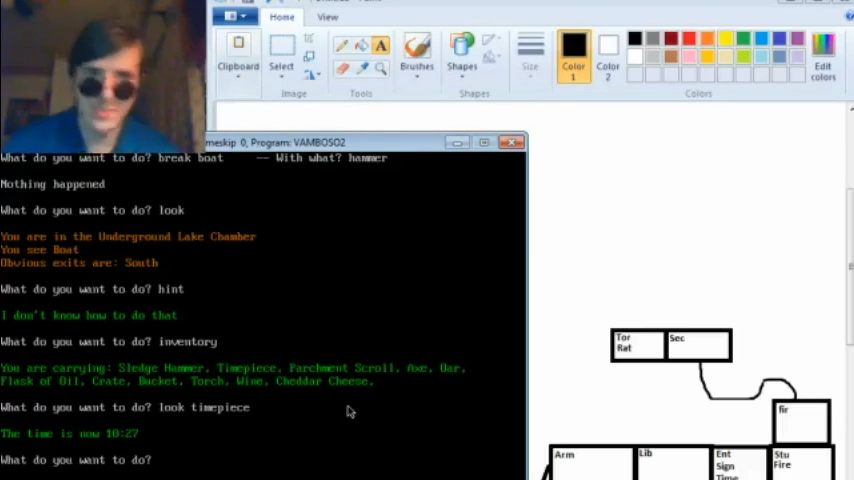 Home
View
Clipboard
Select
Image
Tools
Brushes
Shapes
Shapes
Size
Color
1
Color
2
Colors
Edit
colors
meskip 0, Program: VAMBOSO2
What do you want to do? break boat -- With what? hammer
Nothing happened
What do you want to do? look
You are in the Underground Lake Chamber
You see Boat
Obvious exits are: South
What do you want to do? hint
I don't know how to do that
What do you want to do? inventory
You are carrying: Sledge Hammer, Timepiece, Parchment Scroll, Axe, Oar,
Flask of Oil, Crate, Bucket, Torch, Wine, Cheddar Cheese,
What do you want to do? look timepiece
The time is now 10:27
What do you want to do?
Tor
Rat
Sec
fir
Arm
Lib
Ent
Sign
Time
Stu
Fire